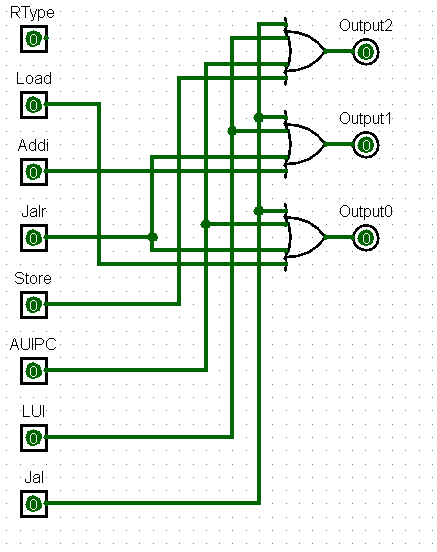 RType
0
Load
0
Addi
0
Jalr
0
Store
0
AUIPC
0
LUI
0
Jal
0
Output2
0
Output1
0
Output0
0